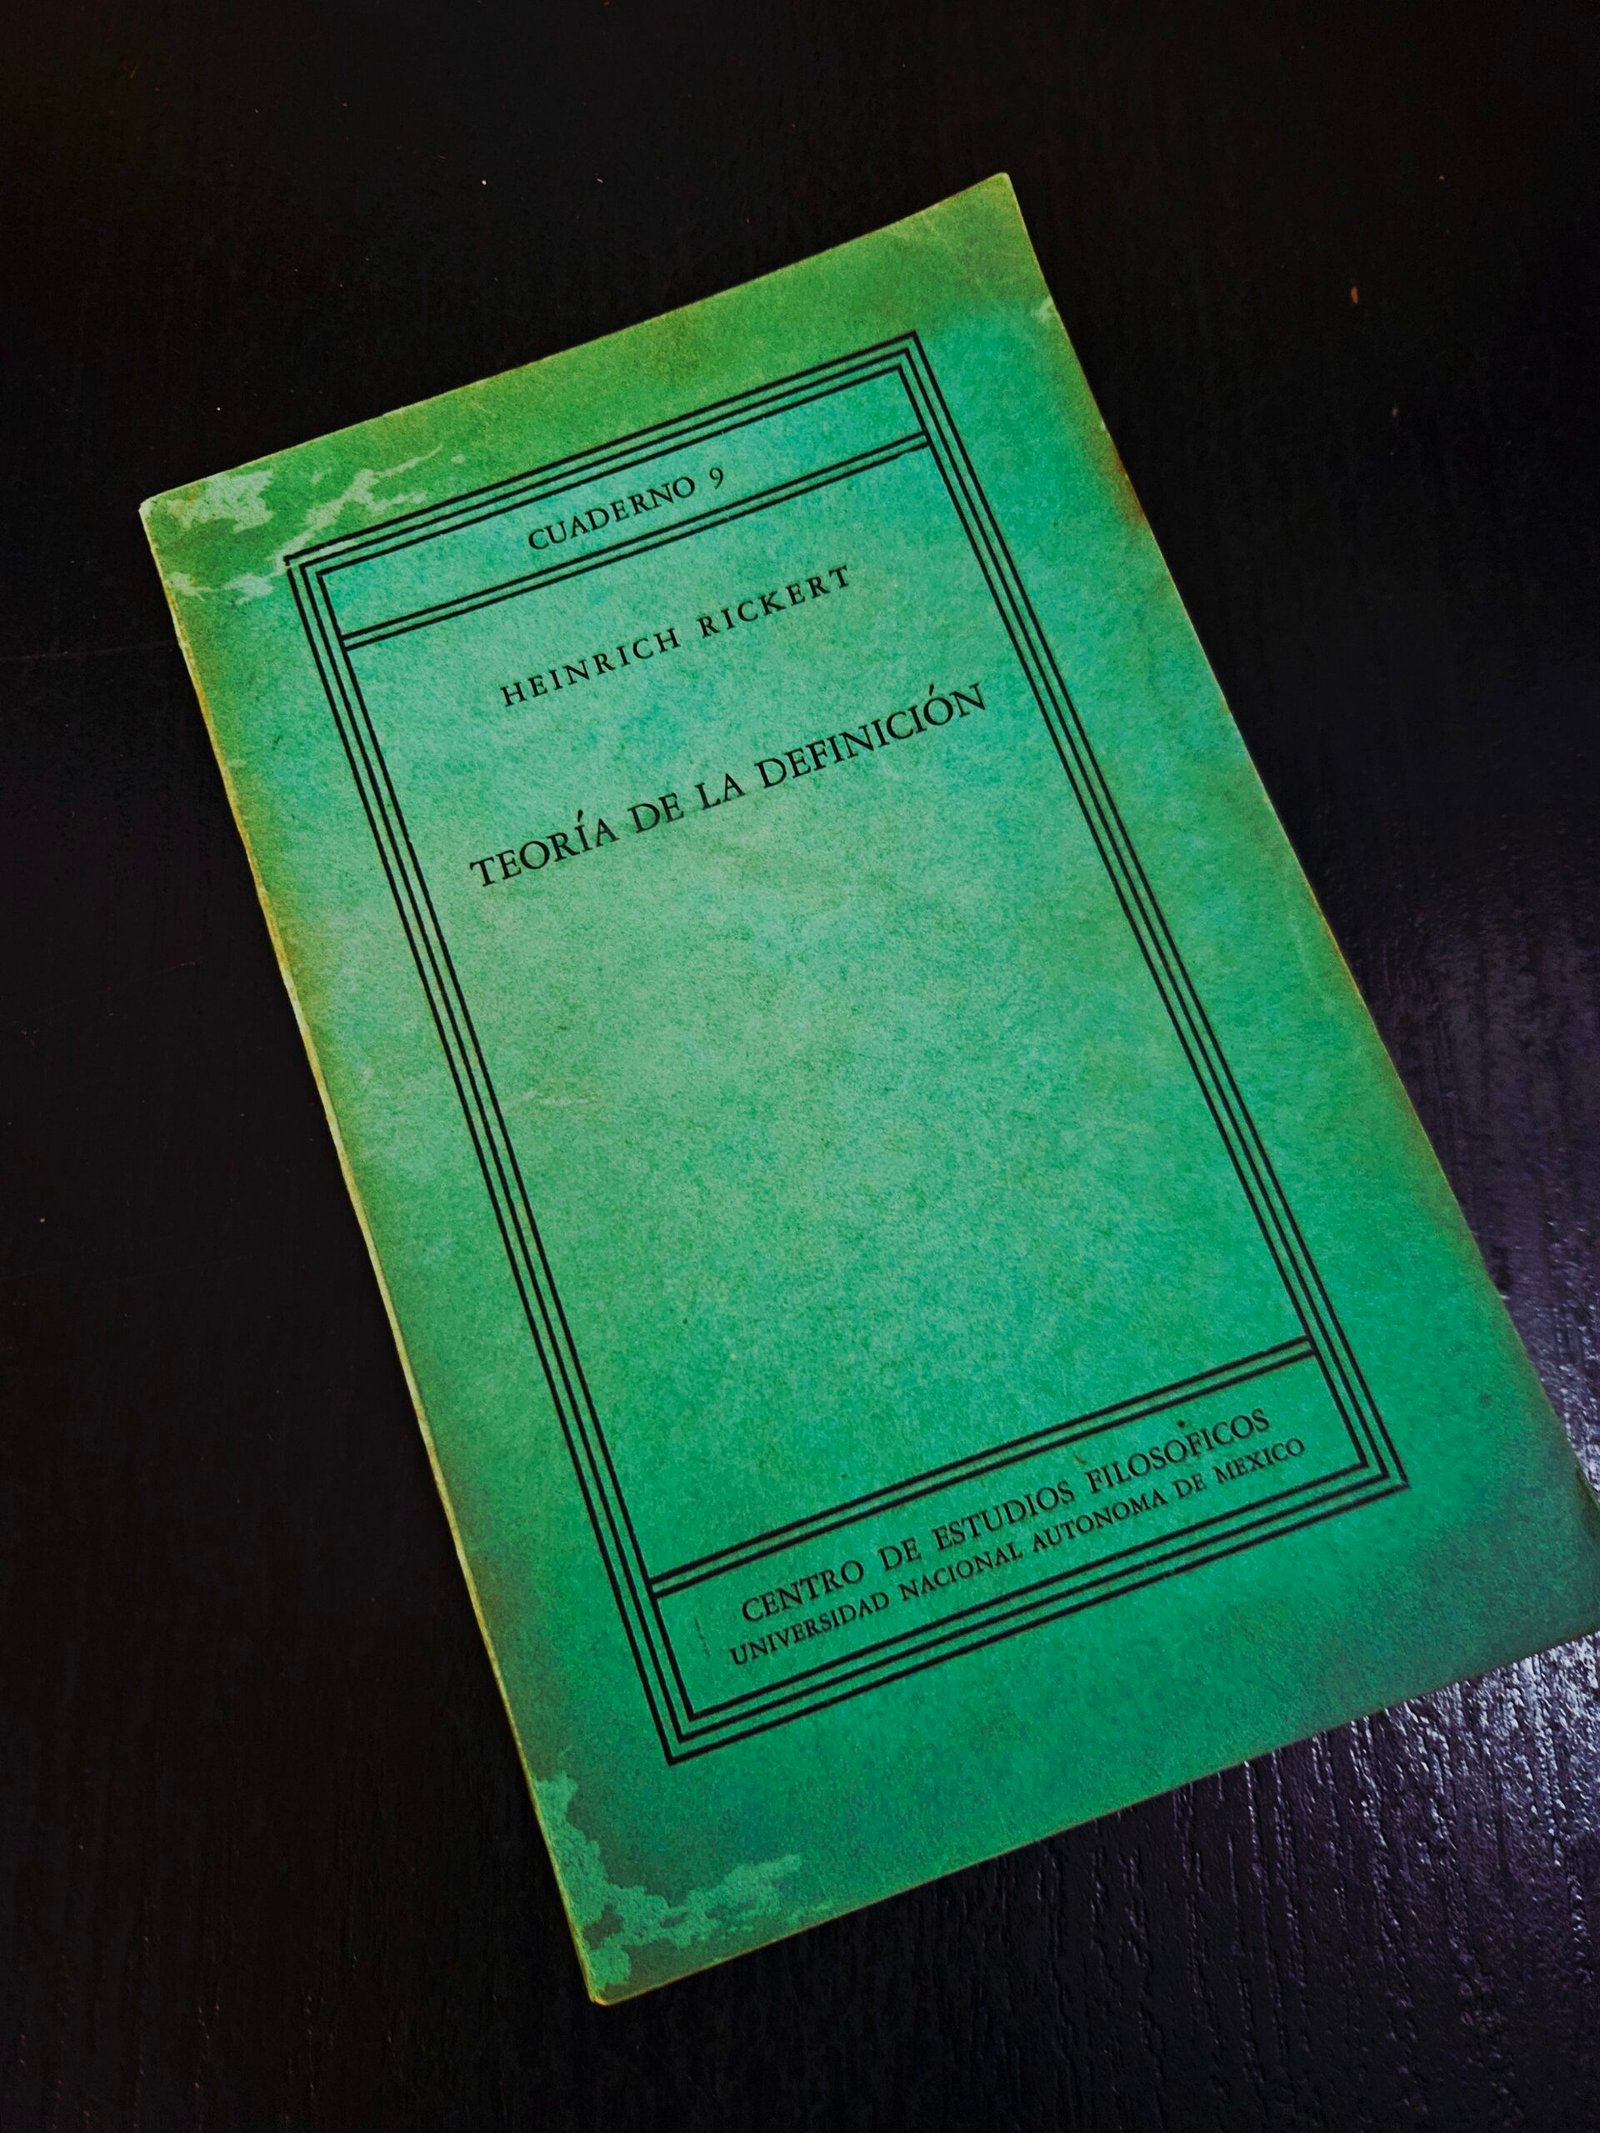 CUADERNO 9
HEINRICH RICKERT
TEORÍA DE LA DEFINICIÓN
CENTRO DE ESTUDIOS FILOSOFICOS
UNIVERSIDAD NACIONAL AUTONOMA DE MEXICO